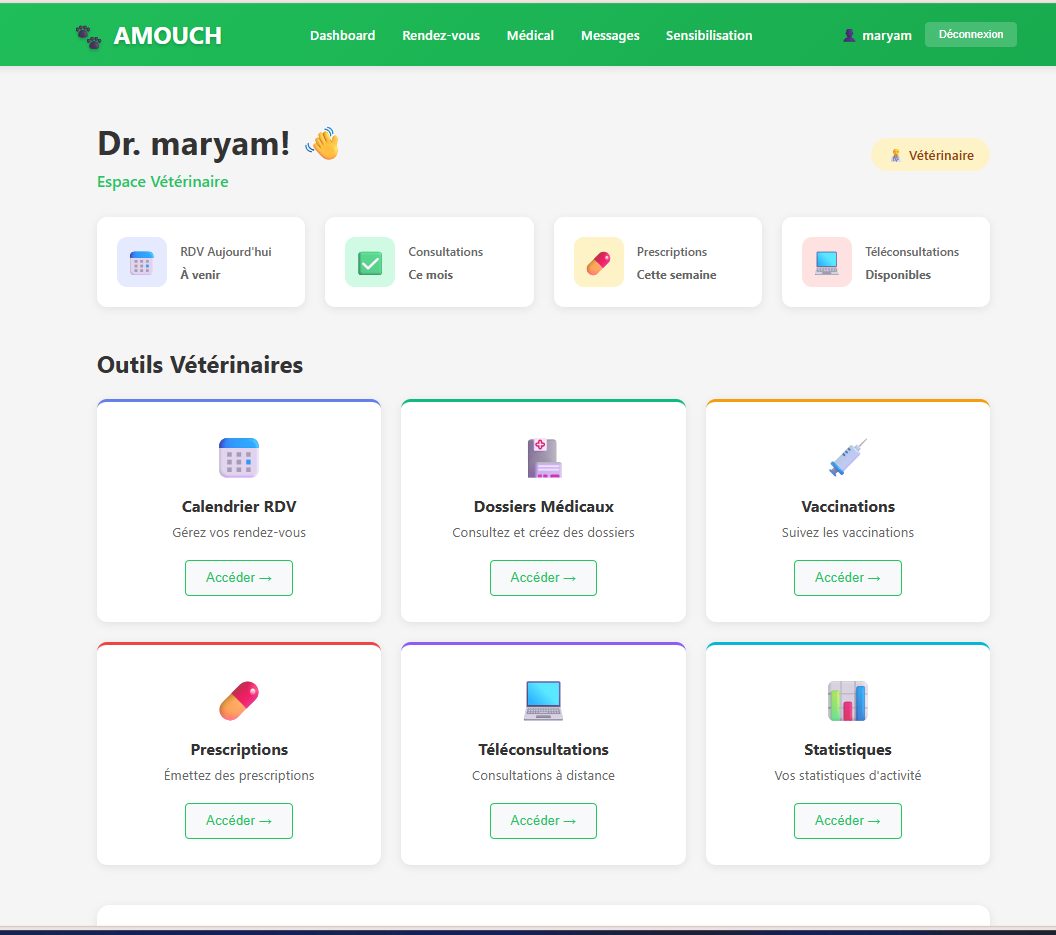 AMOUCH
Dashboard Rendez-vous Médical Messages Sensibilisation
maryam
Déconnexion
Dr. maryam!
Espace Vétérinaire
Vétérinaire
RDV Aujourd'hui
À venir
Consultations
Ce mois
Prescriptions
Cette semaine
Téléconsultations
Disponibles
Outils Vétérinaires
Calendrier RDV
Gérez vos rendez-vous
Accéder →
Dossiers Médicaux
Consultez et créez des dossiers
Accéder →
Vaccinations
Suivez les vaccinations
Accéder →
Prescriptions
Émettez des prescriptions
Accéder →
Téléconsultations
Consultations à distance
Accéder →
Statistiques
Vos statistiques d'activité
Accéder →